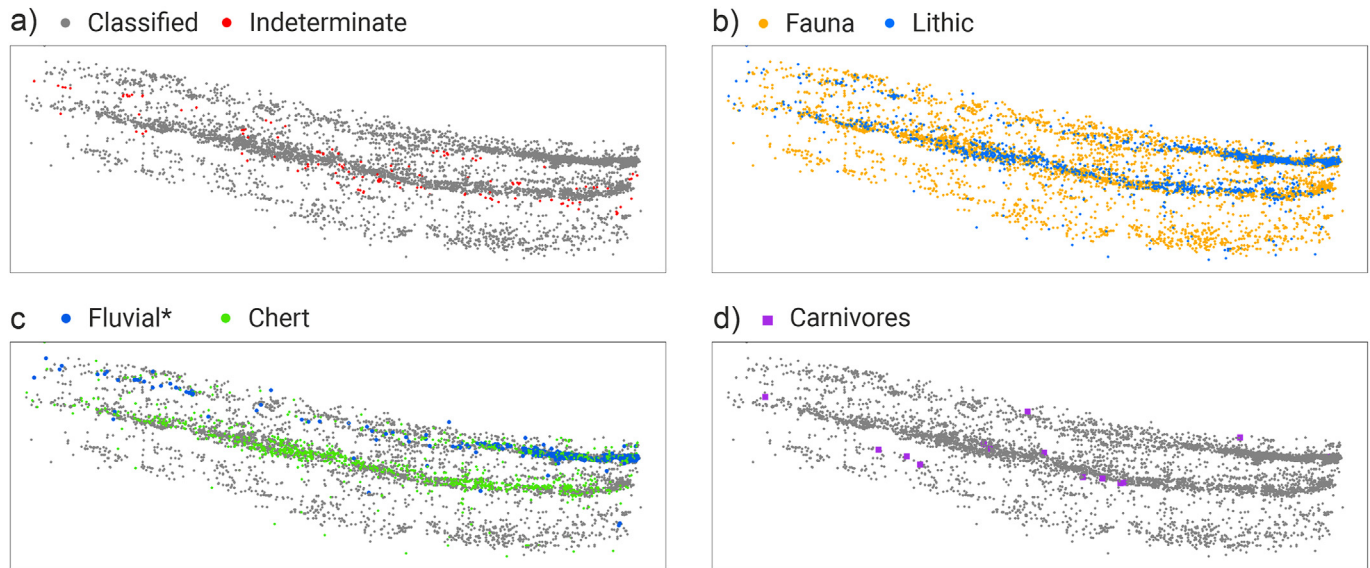 a) Classified Indeterminate
b) Fauna Lithic
c Fluvial* Chert
d) Carnivores